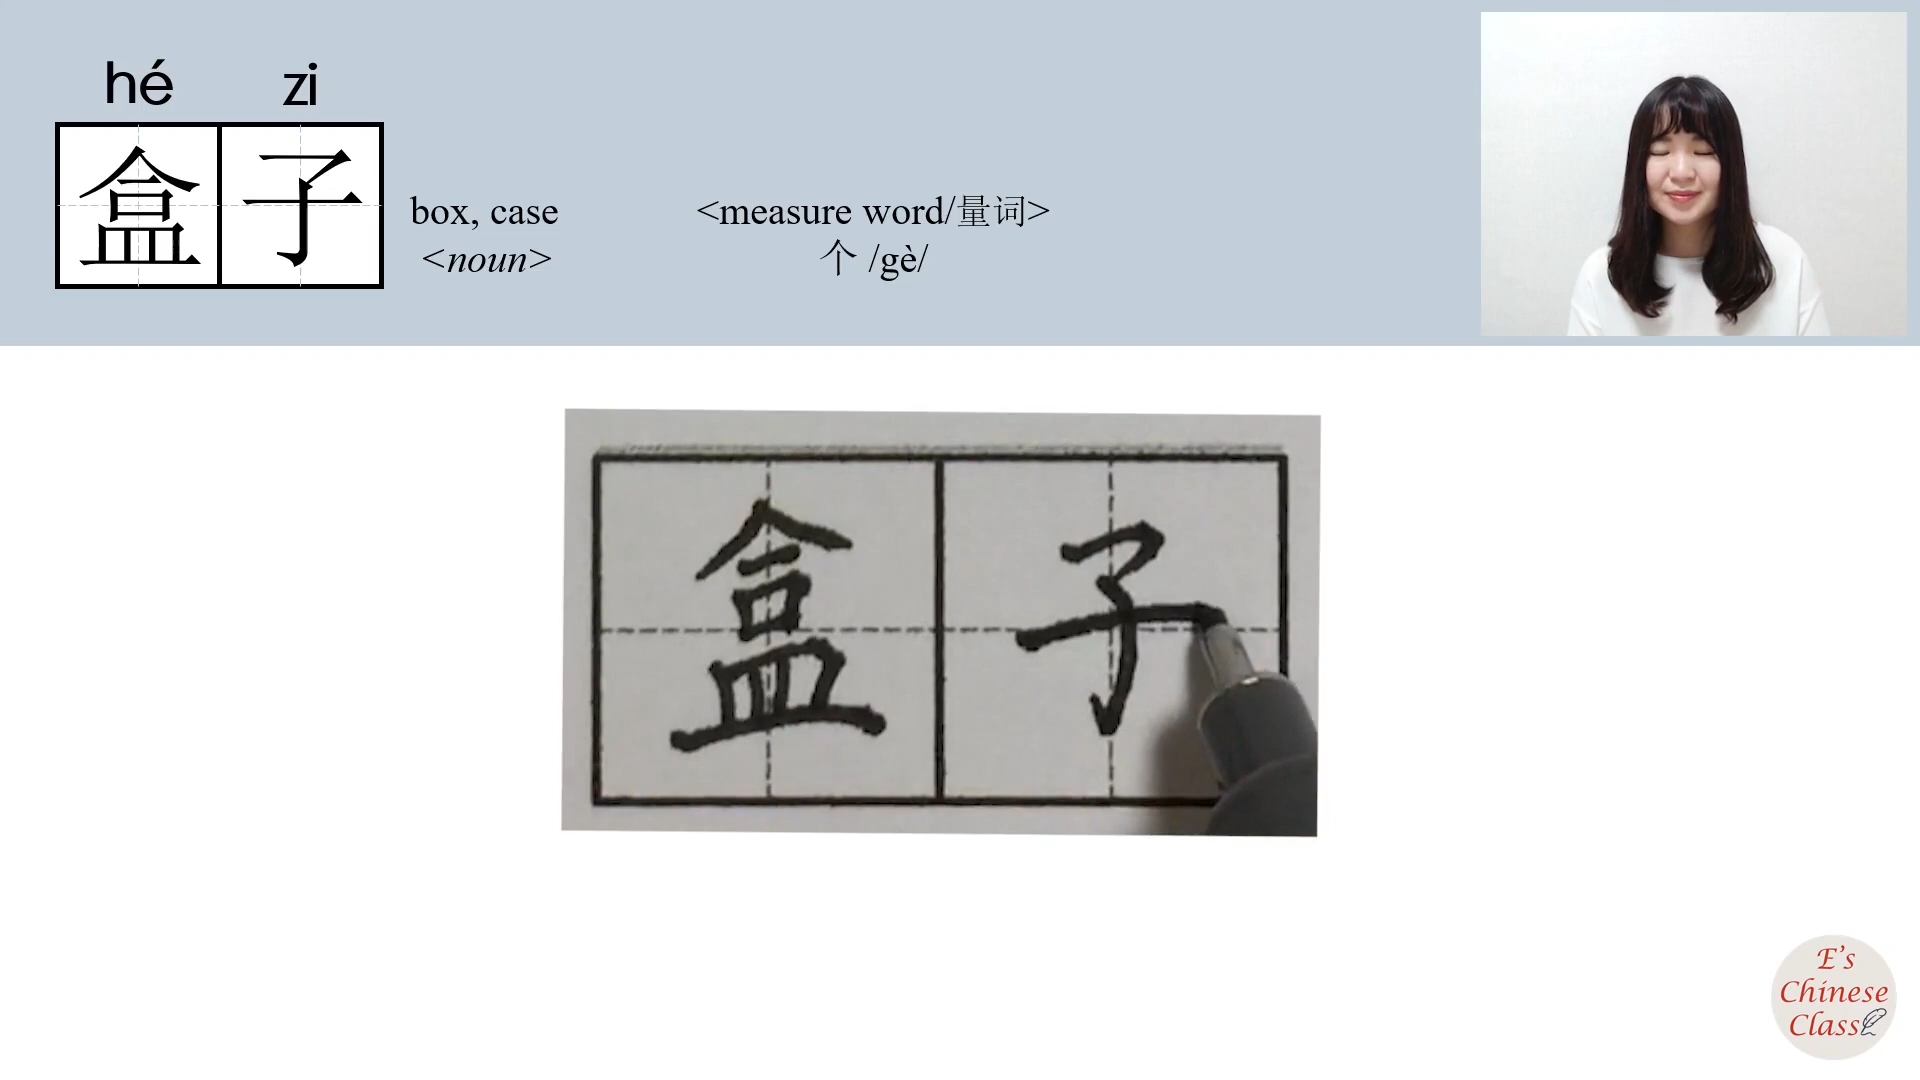 hé zi
盒子
box, case
<noun>
<measure word/量词>
个 /gè/
盒子
E's
Chinese
Class